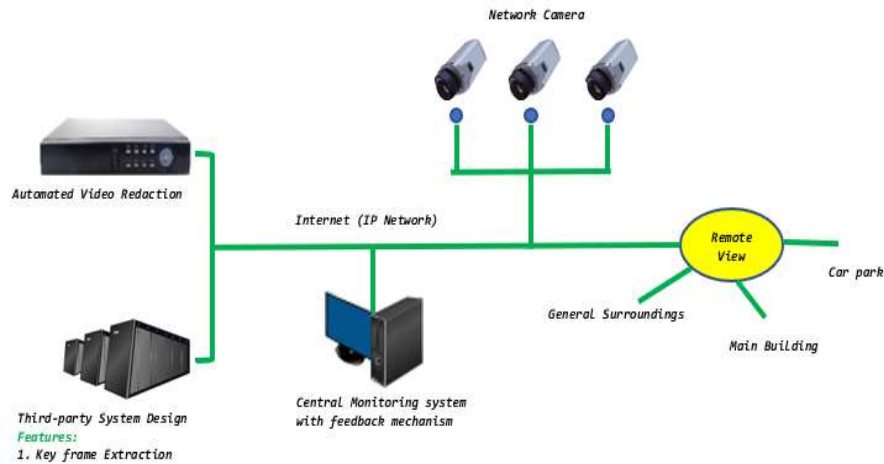 Network Camera
Automated Video Redaction
Internet (IP Network)
Remote
View
Car park
General Surroundings
Main Building
Central Monitoring system
with feedback mechanism
Third-party System Design
Features:
1. Key frame Extraction